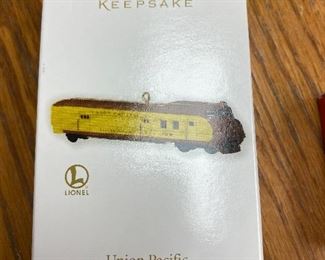 KEEPSAKE
L
LIONEL
Union Pacific